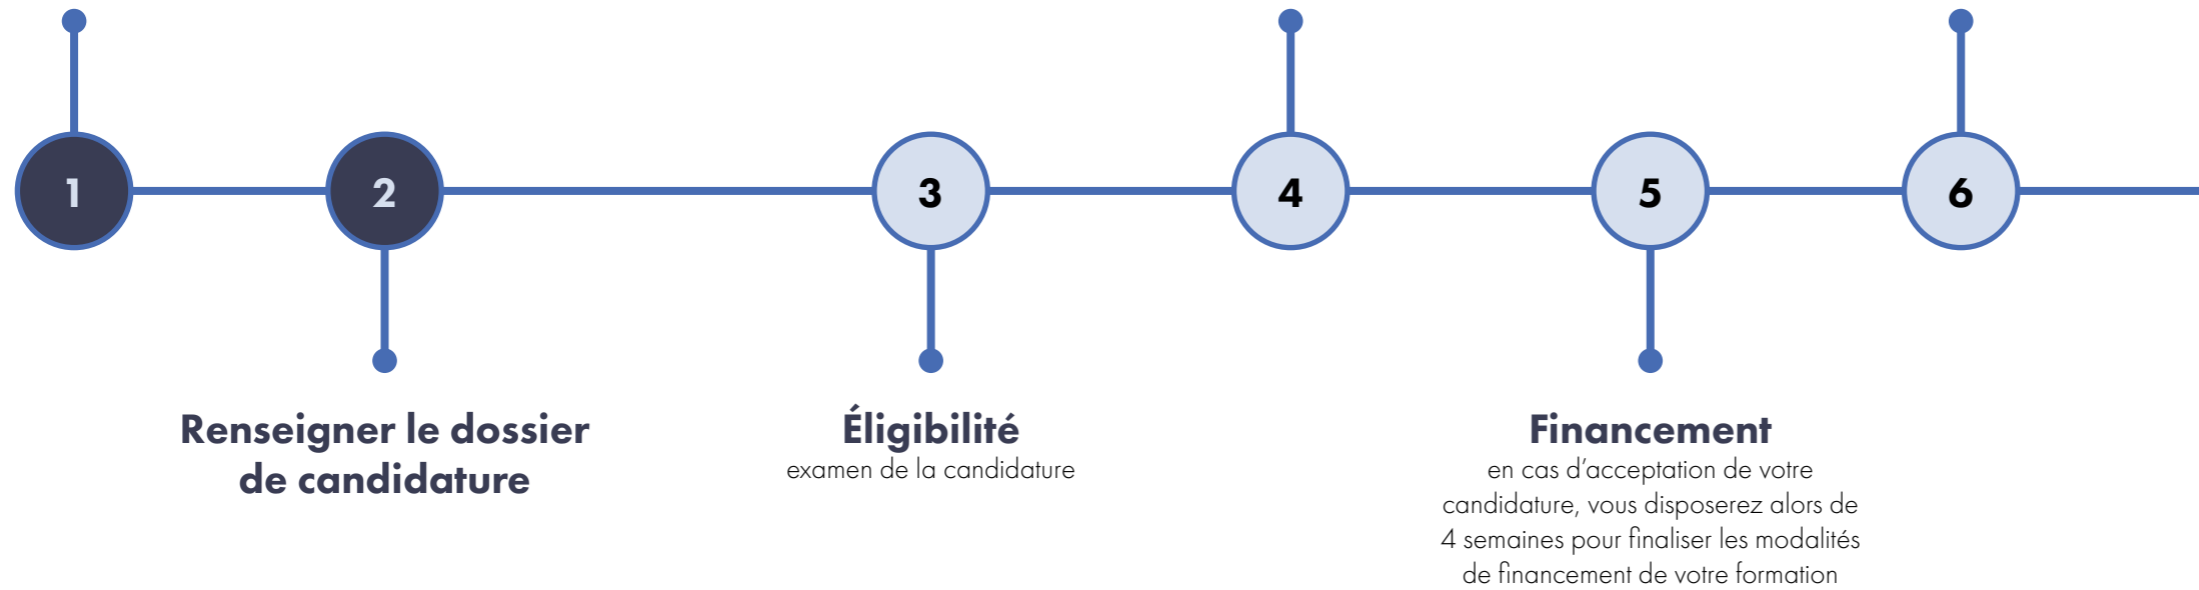 1
2
3
4
5
6
Renseigner le dossier
de candidature
Éligibilité
examen de la candidature
Financement
en cas d’acceptation de votre
candidature, vous disposerez alors de
4 semaines pour finaliser les modalités
de financement de votre formation